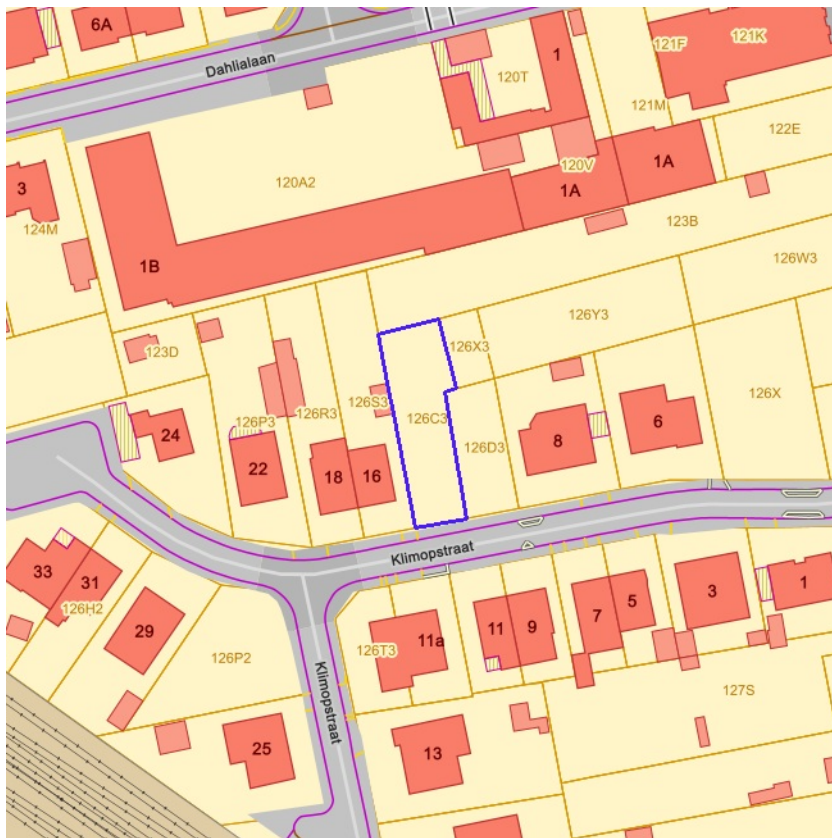 6A
Dahlialaan
1
120T
121F
121K
121M
122E
120V
1A
1A
3
120A2
124M
123B
1B
126W3
126Y3
123D
126X3
126S3
126R3
126P3
126C3
126X
24
126D3
8
6
22
18
16
Klimopstraat
33
31
126H2
29
11a
11
9
7
5
3
1
126T3
126P2
Klimopstraat
127S
25
13